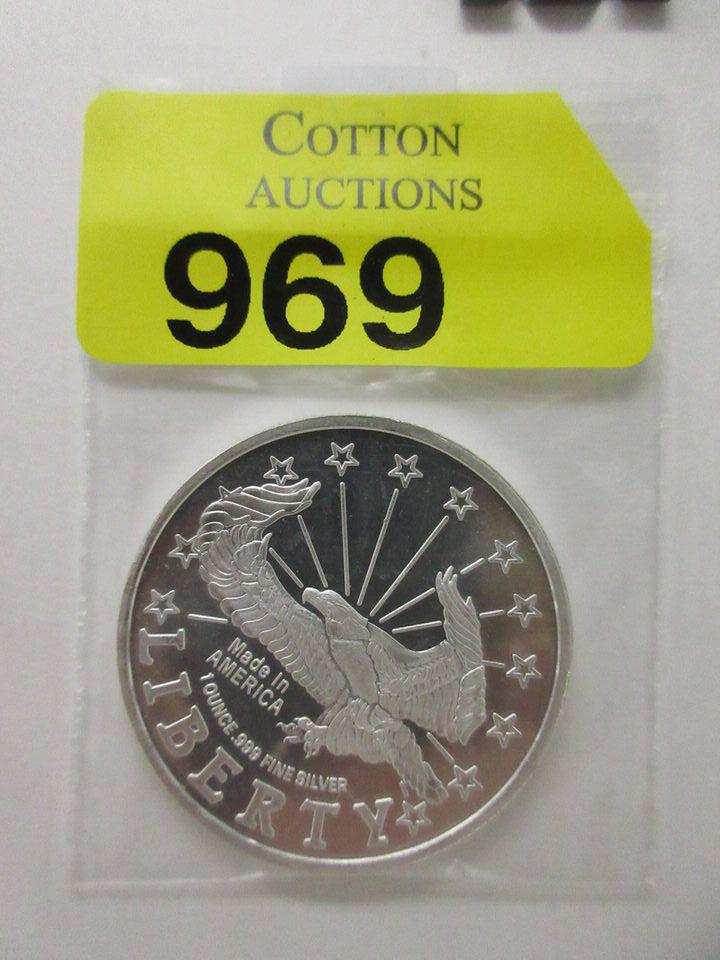 COTTON
AUCTIONS
969
Made in
AMERICA
1 OUNCE .999 FINE SILVER
LIBERTY